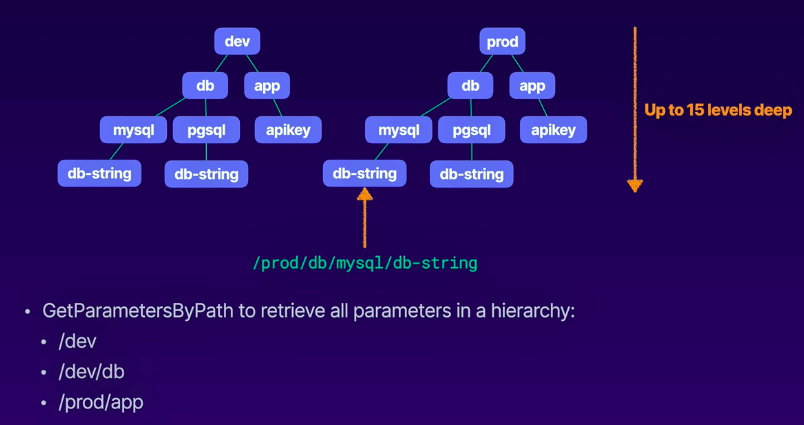 dev
prod
db
app
db
app
Up to 15 levels deep
mysql
pgsql
apikey
mysql
pgsql
apikey
db-string
db-string
db-string
db-string
/prod/db/mysql/db-string
• GetParametersByPath to retrieve all parameters in a hierarchy:
• /dev
• /dev/db
• /prod/app